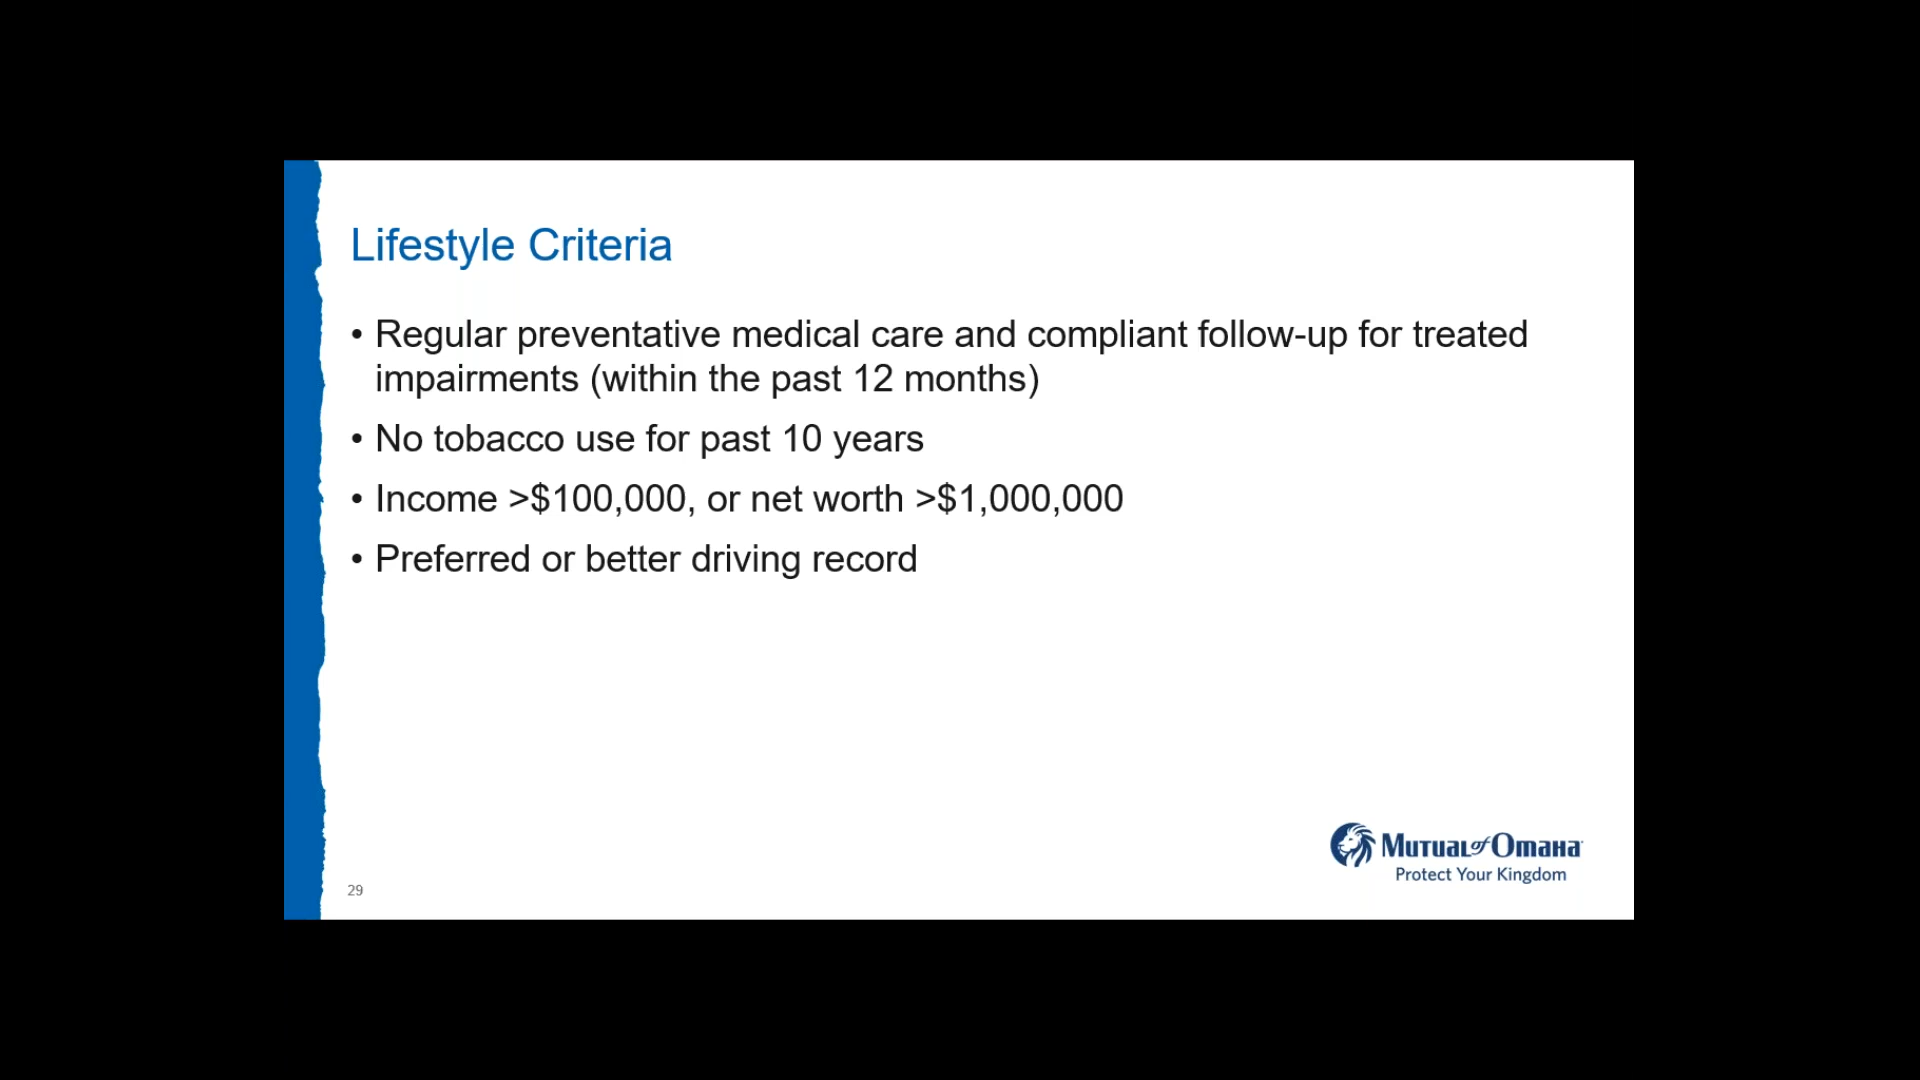 Lifestyle Criteria
• Regular preventative medical care and compliant follow-up for treated
impairments (within the past 12 months)
• No tobacco use for past 10 years
• Income >$100,000, or net worth >$1,000,000
• Preferred or better driving record
MUTUAL of OMAHA
Protect Your Kingdom
29